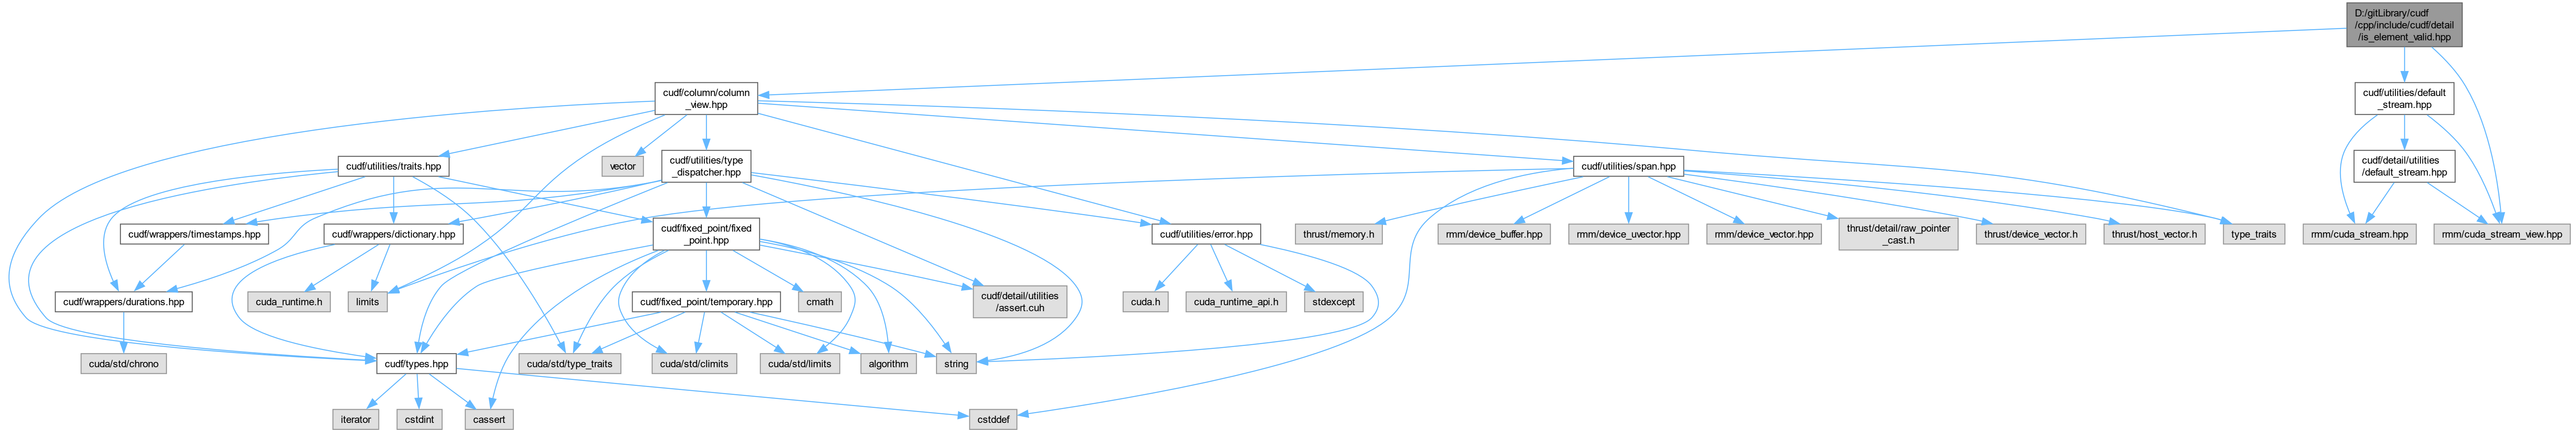 D:/gitLibrary/cudf
/cpp/include/cudf/detail
/is_element_valid.hpp
cudf/column/column
_view.hpp
cudf/utilities/default
_stream.hpp
cudf/utilities/traits.hpp
vector
cudf/utilities/type
_dispatcher.hpp
cudf/utilities/span.hpp
cudf/detail/utilities
/default_stream.hpp
cudf/wrappers/timestamps.hpp
cudf/wrappers/dictionary.hpp
cudf/fixed_point/fixed
_point.hpp
cudf/utilities/error.hpp
thrust/memory.h
rmm/device_buffer.hpp
rmm/device_uvector.hpp
rmm/device_vector.hpp
thrust/detail/raw_pointer
_cast.h
thrust/device_vector.h
thrust/host_vector.h
type_traits
rmm/cuda_stream.hpp
rmm/cuda_stream_view.hpp
cudf/wrappers/durations.hpp
cuda_runtime.h
limits
cudf/fixed_point/temporary.hpp
cmath
cudf/detail/utilities
/assert.cuh
cuda.h
cuda_runtime_api.h
stdexcept
cuda/std/chrono
cudf/types.hpp
cuda/std/type_traits
cuda/std/climits
cuda/std/limits
algorithm
string
iterator
cstdint
cassert
cstddef